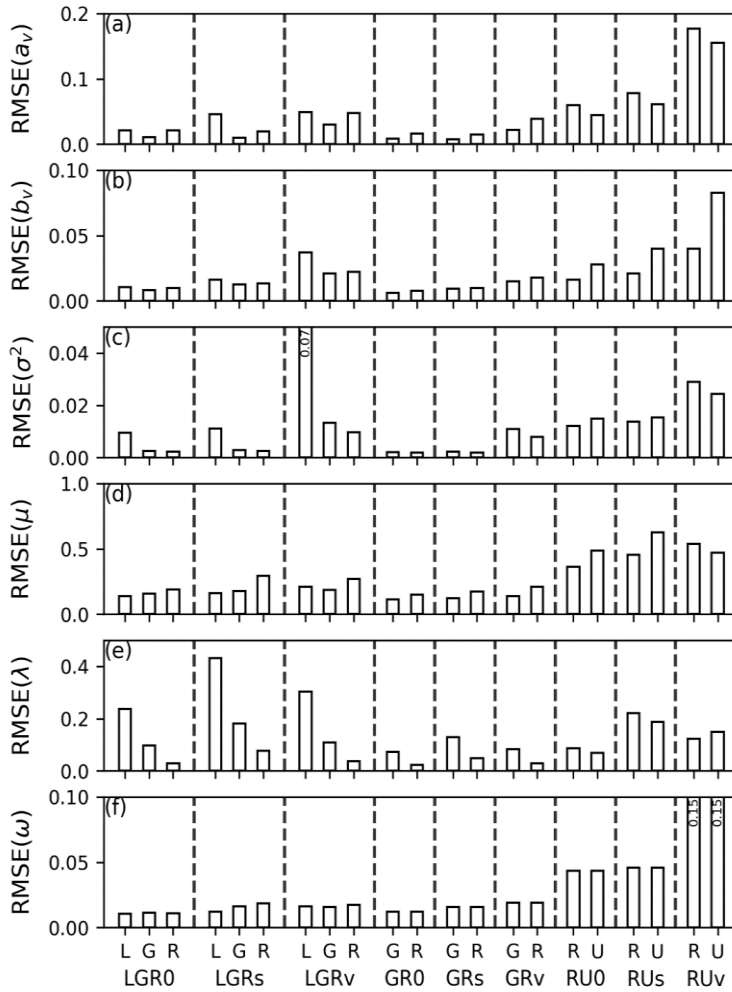 (a)
RMSE(aᵥ)
0.2
0.1
0.0
(b)
RMSE(bᵥ)
0.10
0.05
0.00
(c)
RMSE(σ²)
0.04
0.02
0.00
0.07
(d)
RMSE(μ)
1.0
0.5
0.0
(e)
RMSE(λ)
0.4
0.2
0.0
(f)
RMSE(ω)
0.10
0.05
0.00
0.15 0.15
L G R L G R L G R G R G R G R R U R U R U
LGR0 LGRs LGRv GR0 GRs GRv RU0 RUs RUv